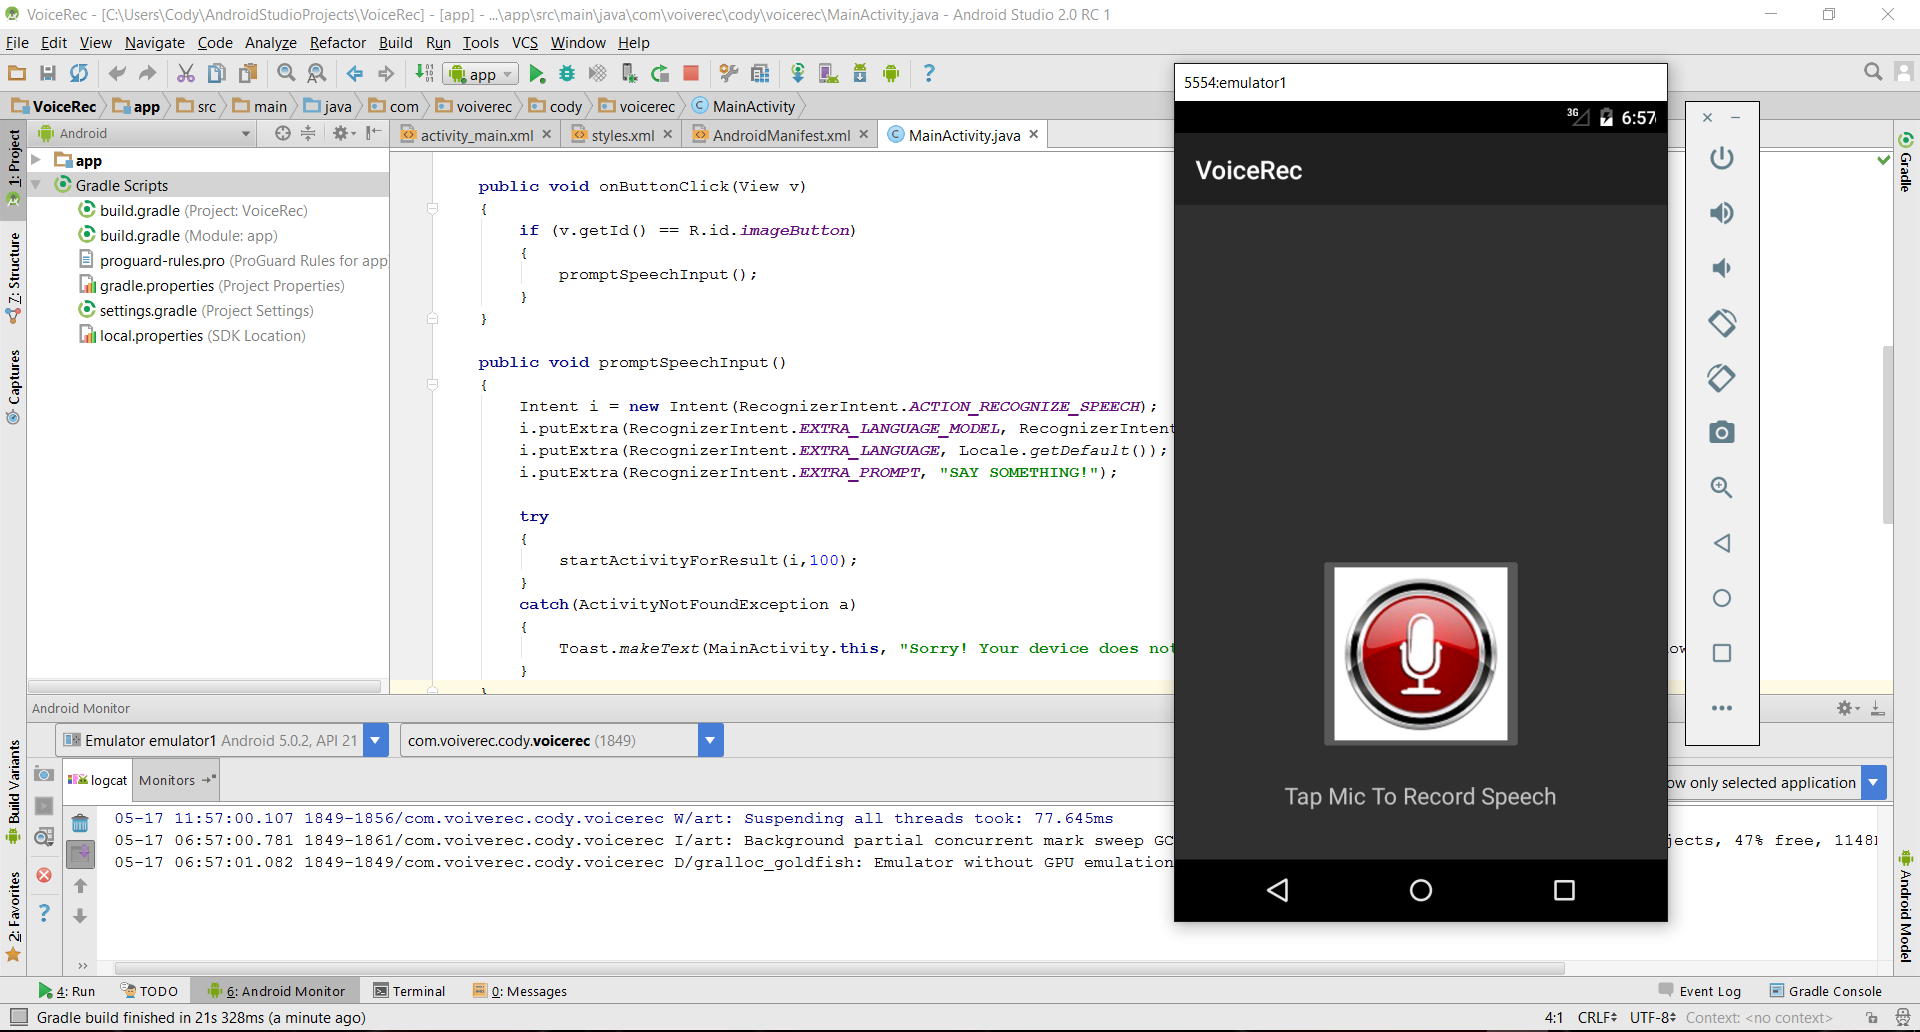 VoiceRec - [C:\Users\Cody\AndroidStudioProjects\VoiceRec] - [app] - ...\app\src\main\java\com\voiverec\cody\voicerec\MainActivity.java - Android Studio 2.0 RC 1
File Edit View Navigate Code Analyze Refactor Build Run Tools VCS Window Help
app
VoiceRec app src main java com voiverec cody voicerec MainActivity
Android
activity_main.xml styles.xml AndroidManifest.xml MainActivity.java
1: Project
7: Structure
Captures
Build Variants
2: Favorites
app
Gradle Scripts
build.gradle (Project: VoiceRec)
build.gradle (Module: app)
proguard-rules.pro (ProGuard Rules for app
gradle.properties (Project Properties)
settings.gradle (Project Settings)
local.properties (SDK Location)
public void onButtonClick(View v)
{
if (v.getId() == R.id.imageButton)
{
promptSpeechInput();
}
}
public void promptSpeechInput()
{
Intent i = new Intent(RecognizerIntent.ACTION_RECOGNIZE_SPEECH);
i.putExtra(RecognizerIntent.EXTRA_LANGUAGE_MODEL, RecognizerIntent
i.putExtra(RecognizerIntent.EXTRA_LANGUAGE, Locale.getDefault());
i.putExtra(RecognizerIntent.EXTRA_PROMPT, "SAY SOMETHING!");
try
{
startActivityForResult(i,100);
}
catch(ActivityNotFoundException a)
{
Toast.makeText(MainActivity.this, "Sorry! Your device does not
}
}
5554:emulator1
3G 6:57
VoiceRec
Tap Mic To Record Speech
Gradle
Android Model
Android Monitor
Emulator emulator1 Android 5.0.2, API 21 com.voiverec.cody.voicerec (1849)
logcat Monitors
ow only selected application
05-17 11:57:00.107 1849-1856/com.voiverec.cody.voicerec W/art: Suspending all threads took: 77.645ms
05-17 06:57:00.781 1849-1861/com.voiverec.cody.voicerec I/art: Background partial concurrent mark sweep GC jects, 47% free, 1148
05-17 06:57:01.082 1849-1849/com.voiverec.cody.voicerec D/gralloc_goldfish: Emulator without GPU emulation
4: Run TODO 6: Android Monitor Terminal 0: Messages Event Log Gradle Console
Gradle build finished in 21s 328ms (a minute ago) 4:1 CRLF UTF-8 Context: <no context>